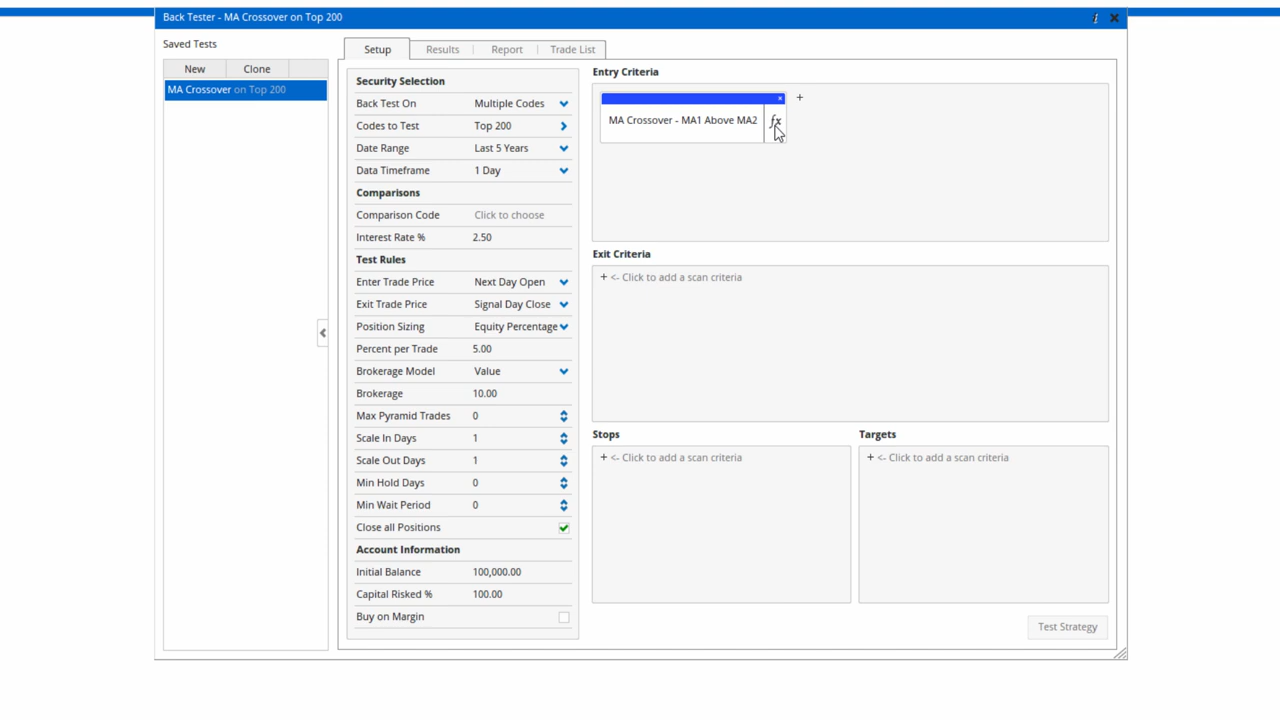 Back Tester - MA Crossover on Top 200
Saved Tests
New
Clone
MA Crossover on Top 200
Setup
Results
Report
Trade List
Security Selection
Back Test On Multiple Codes
Codes to Test Top 200
Date Range Last 5 Years
Data Timeframe 1 Day
Comparisons
Comparison Code Click to choose
Interest Rate % 2.50
Test Rules
Enter Trade Price Next Day Open
Exit Trade Price Signal Day Close
Position Sizing Equity Percentage
Percent per Trade 5.00
Brokerage Model Value
Brokerage 10.00
Max Pyramid Trades 0
Scale In Days 1
Scale Out Days 1
Min Hold Days 0
Min Wait Period 0
Close all Positions
Account Information
Initial Balance 100,000.00
Capital Risked % 100.00
Buy on Margin
Entry Criteria
MA Crossover - MA1 Above MA2 fx
+
Exit Criteria
+ <- Click to add a scan criteria
Stops
+ <- Click to add a scan criteria
Targets
+ <- Click to add a scan criteria
Test Strategy